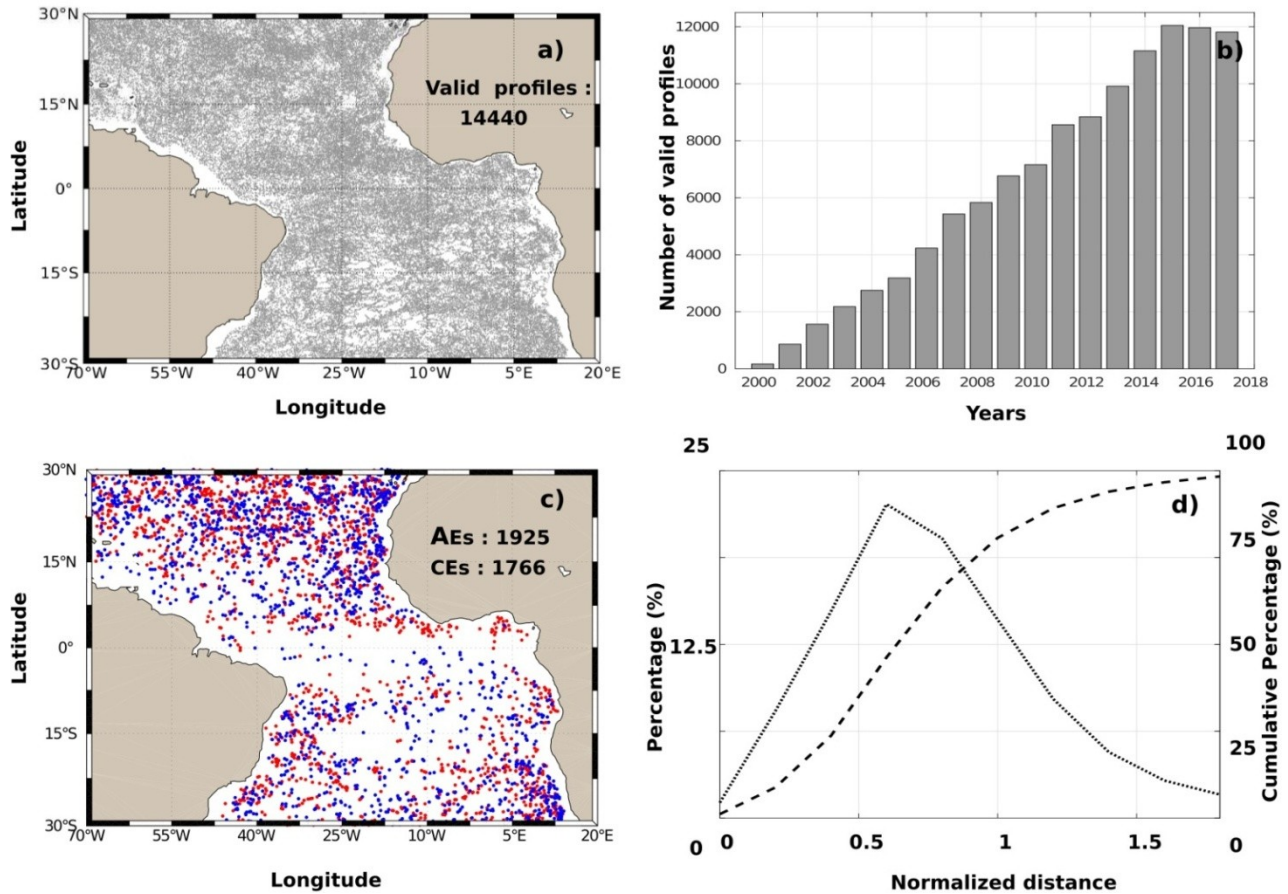 30°N
15°N
0°
15°S
30°S
Latitude
a)
Valid profiles :
14440
70°W 55°W 40°W 25°W 10°W 5°E 20°E
Longitude
12000
10000
8000
6000
4000
2000
0
Number of valid profiles
b)
2000 2002 2004 2006 2008 2010 2012 2014 2016 2018
Years
30°N
15°N
0°
15°S
30°S
Latitude
c)
AEs : 1925
CEs : 1766
70°W 55°W 40°W 25°W 10°W 5°E 20°E
Longitude
25
12.5
0
Percentage (%)
d)
100
75
50
25
0
Cumulative Percentage (%)
0 0.5 1 1.5
Normalized distance